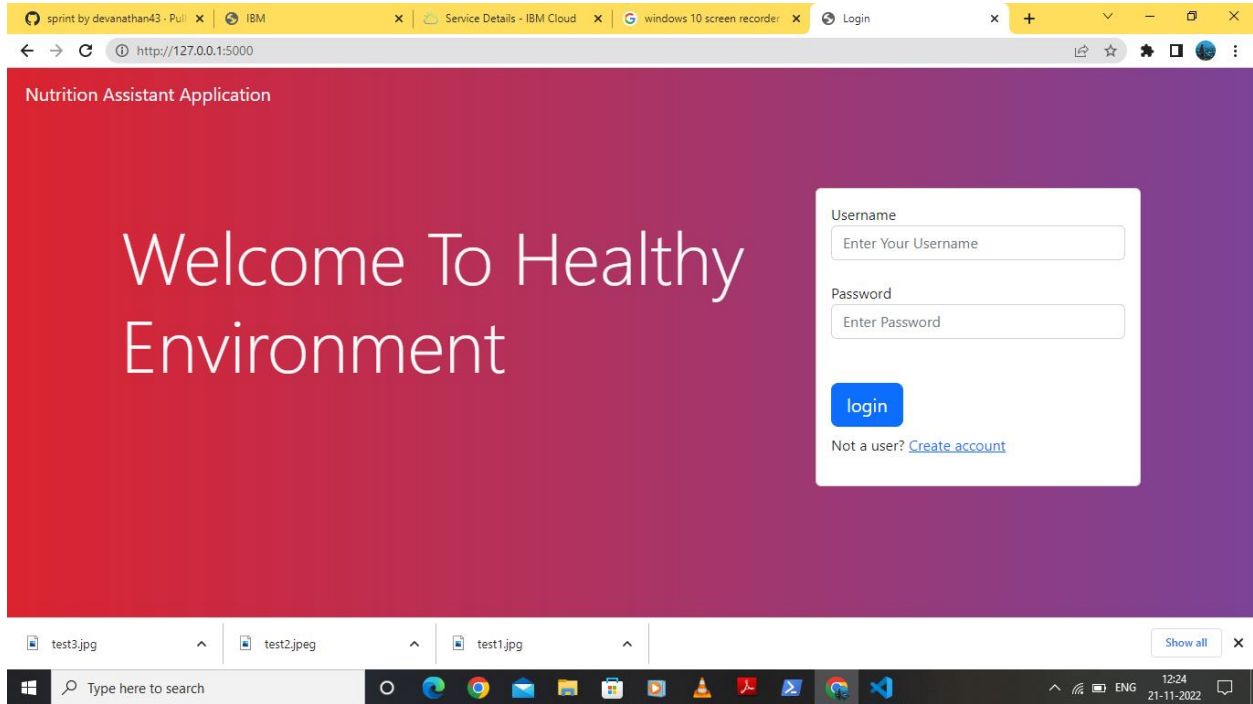 sprint by devanathan43 · Pull
IBM
Service Details - IBM Cloud
windows 10 screen recorder
Login
http://127.0.0.1:5000
Nutrition Assistant Application
Welcome To Healthy
Environment
Username
Enter Your Username
Password
Enter Password
login
Not a user? Create account
test3.jpg
test2.jpeg
test1.jpg
Show all
Type here to search
ENG
12:24
21-11-2022